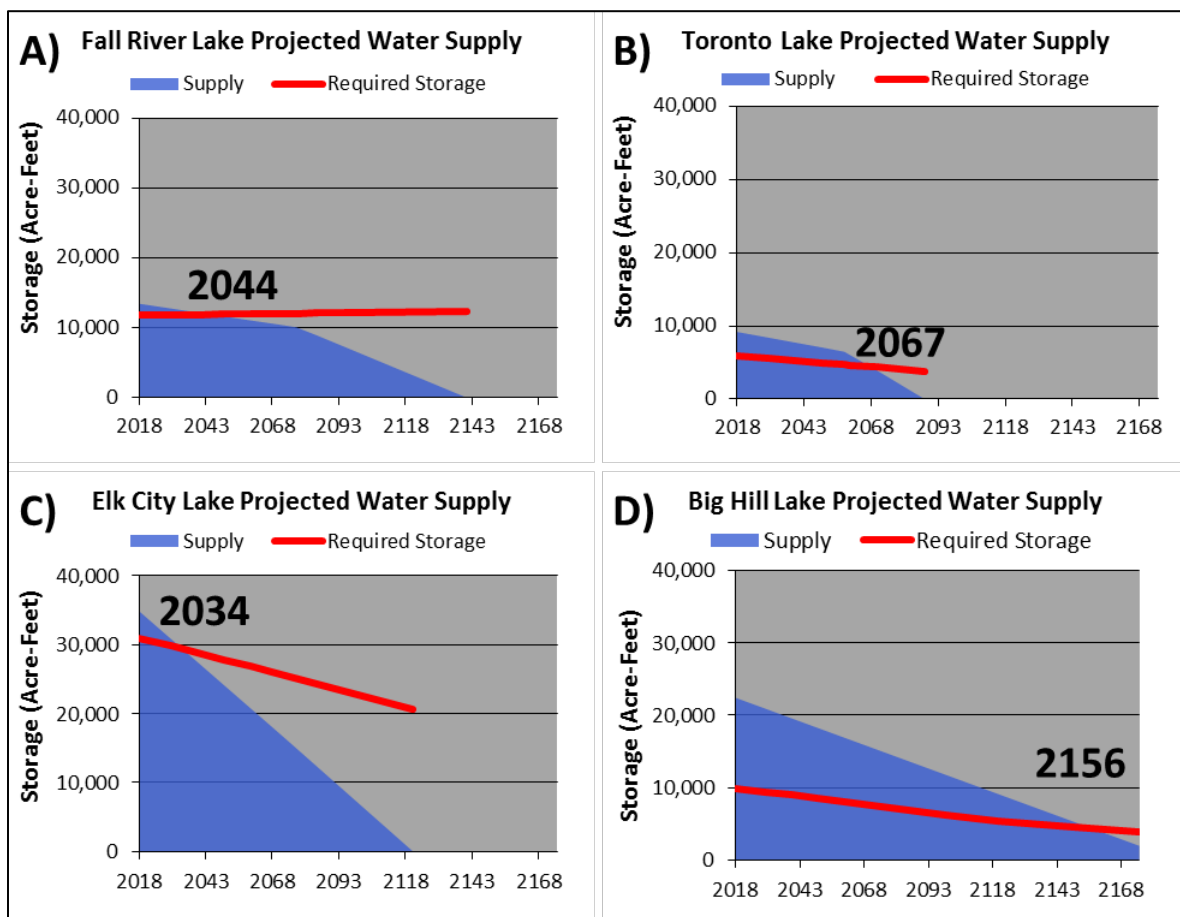 A)
Fall River Lake Projected Water Supply
Supply Required Storage
Storage (Acre-Feet)
40,000
30,000
20,000
10,000
0
2044
2018 2043 2068 2093 2118 2143 2168
B)
Toronto Lake Projected Water Supply
Supply Required Storage
Storage (Acre-Feet)
40,000
30,000
20,000
10,000
0
2067
2018 2043 2068 2093 2118 2143 2168
C)
Elk City Lake Projected Water Supply
Supply Required Storage
Storage (Acre-Feet)
40,000
30,000
20,000
10,000
0
2034
2018 2043 2068 2093 2118 2143 2168
D)
Big Hill Lake Projected Water Supply
Supply Required Storage
Storage (Acre-Feet)
40,000
30,000
20,000
10,000
0
2156
2018 2043 2068 2093 2118 2143 2168